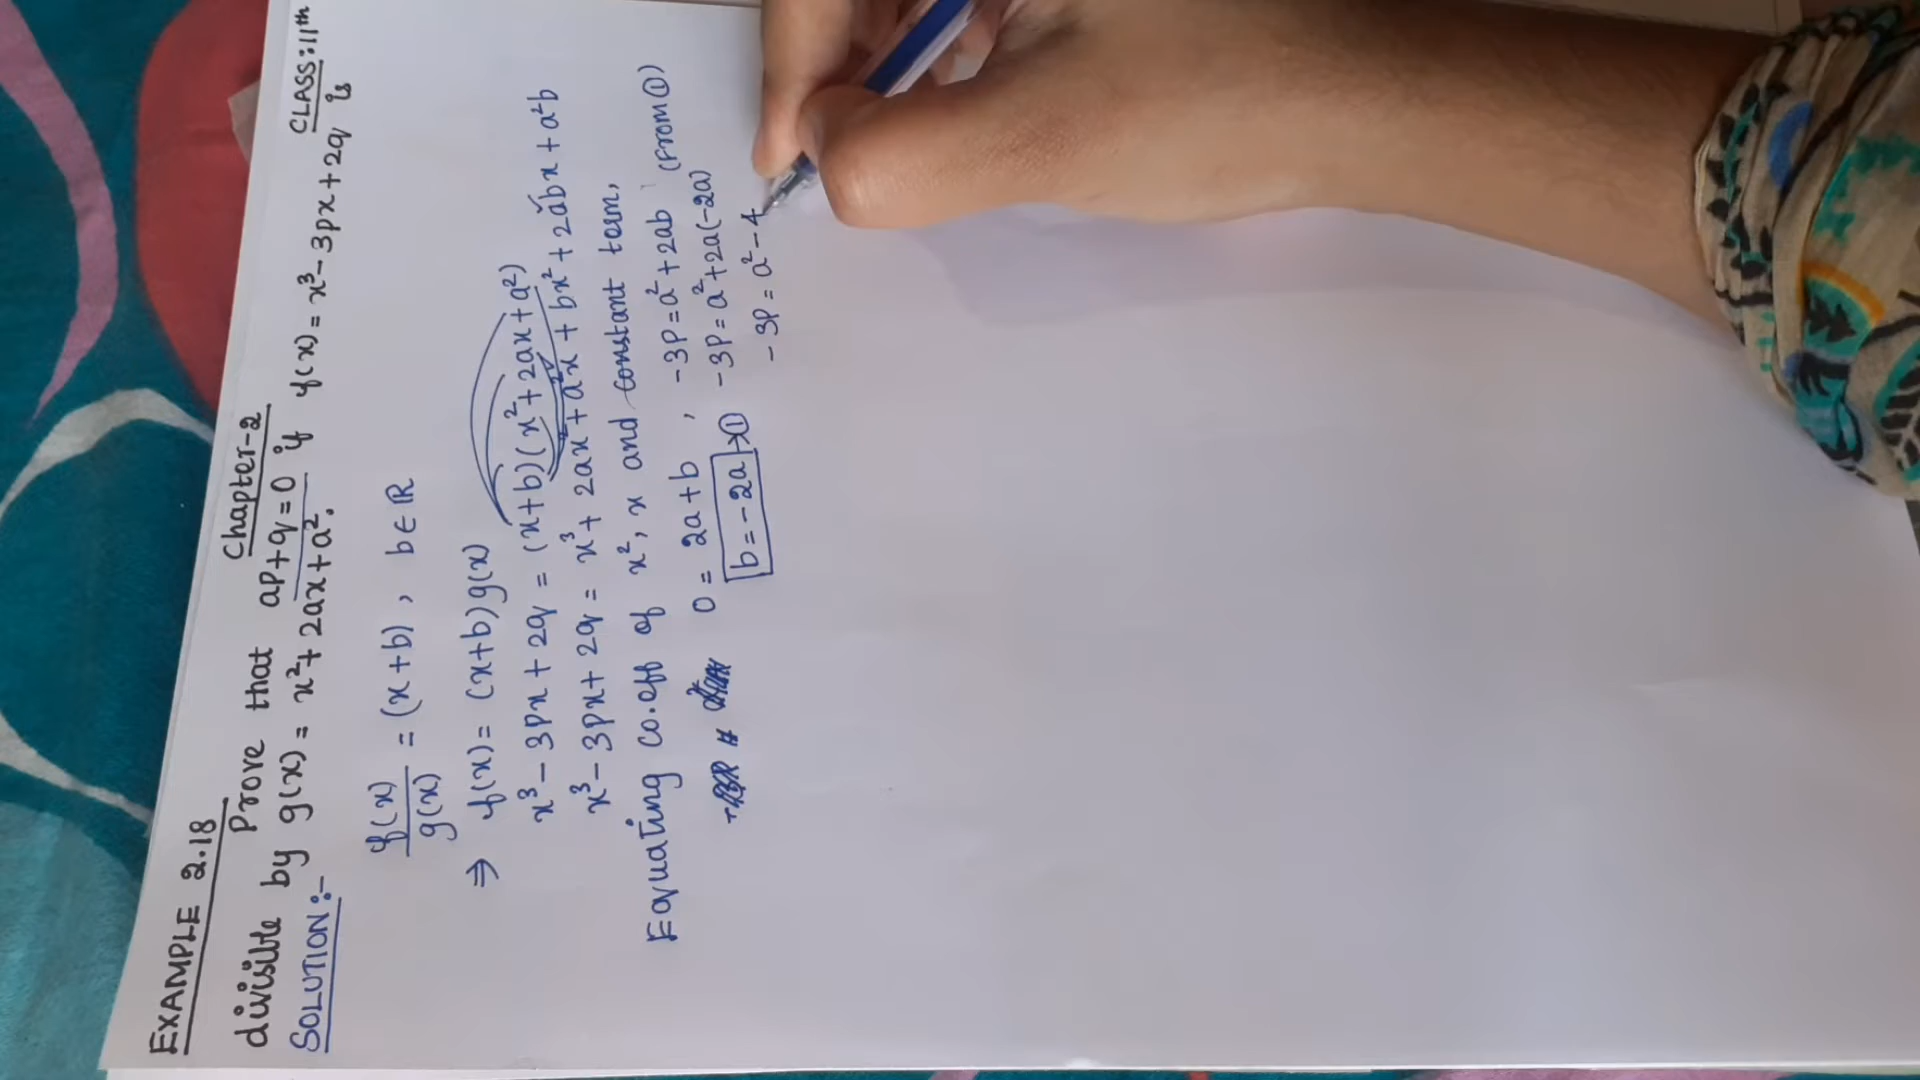 Chapter-2 CLASS:11th
EXAMPLE 2.18
Prove that ap+q=0 if f(x)=x³-3px+2q is
divisible by g(x)=x²+2ax+a².
SOLUTION:-
f(x)/g(x) = (x+b), b∈ℝ
⇒ f(x)=(x+b)g(x)
x³-3px+2q=(x+b)(x²+2ax+a²)
x³-3px+2q=x³+2ax²+a²x+bx²+2abx+a²b
Equating co.eff of x², x and constant term,
0=2a+b, -3p=a²+2ab (From①)
b=-2a→① -3p=a²+2a(-2a)
-3p=a²-4